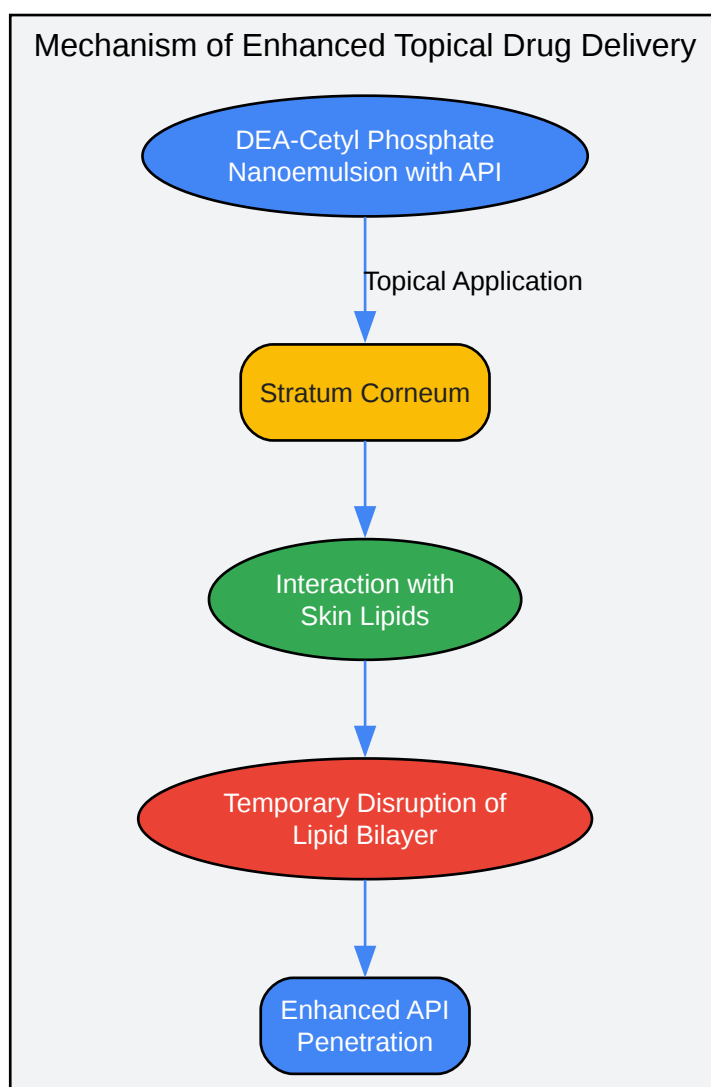 Mechanism of Enhanced Topical Drug Delivery
DEA-Cetyl Phosphate
Nanoemulsion with API
Topical Application
Stratum Corneum
Interaction with
Skin Lipids
Temporary Disruption of
Lipid Bilayer
Enhanced API
Penetration